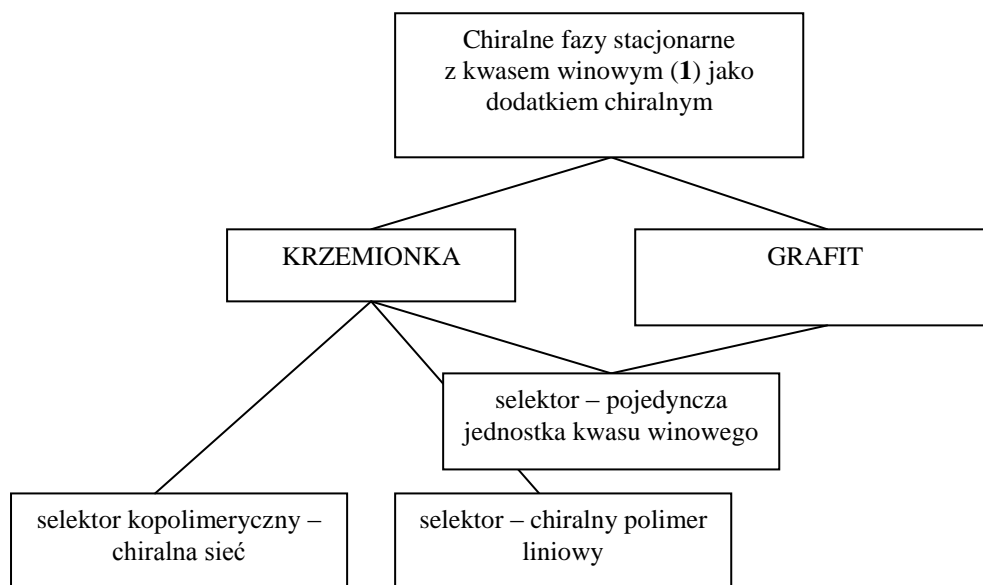 Chiralne fazy stacjonarne
z kwasem winowym (1) jako
dodatkiem chiralnym
KRZEMIONKA
GRAFIT
selektor – pojedyncza
jednostka kwasu winowego
selektor kopolimeryczny –
chiralna sieć
selektor – chiralny polimer
liniowy